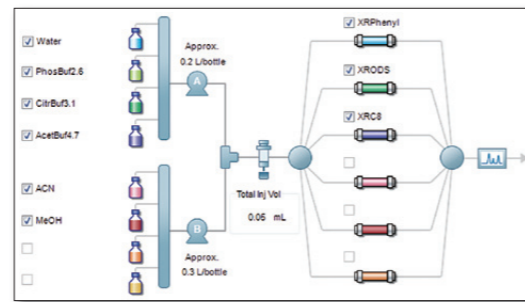 Water
PhosBuf2.6
CitrBuf3.1
AcetBuf4.7
Approx.
0.2 L/bottle
A
ACN
MeOH
B
Approx.
0.3 L/bottle
Total Inj Vol
0.06 mL
XRPhenyl
XRODS
XRC8